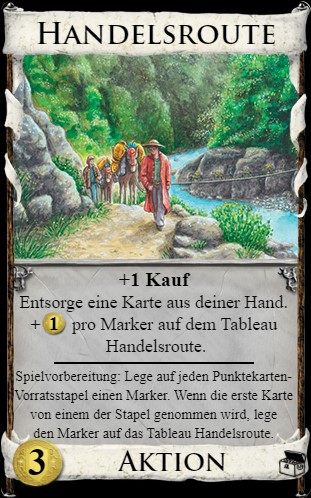 Handelsroute
+1 Kauf
Entsorge eine Karte aus deiner Hand.
+ 1 pro Marker auf dem Tableau
Handelsroute.
Spielvorbereitung: Lege auf jeden Punktekarten-
Vorratsstapel einen Marker. Wenn die erste Karte
von einem der Stapel genommen wird, lege
den Marker auf das Tableau Handelsroute.
3 Aktion